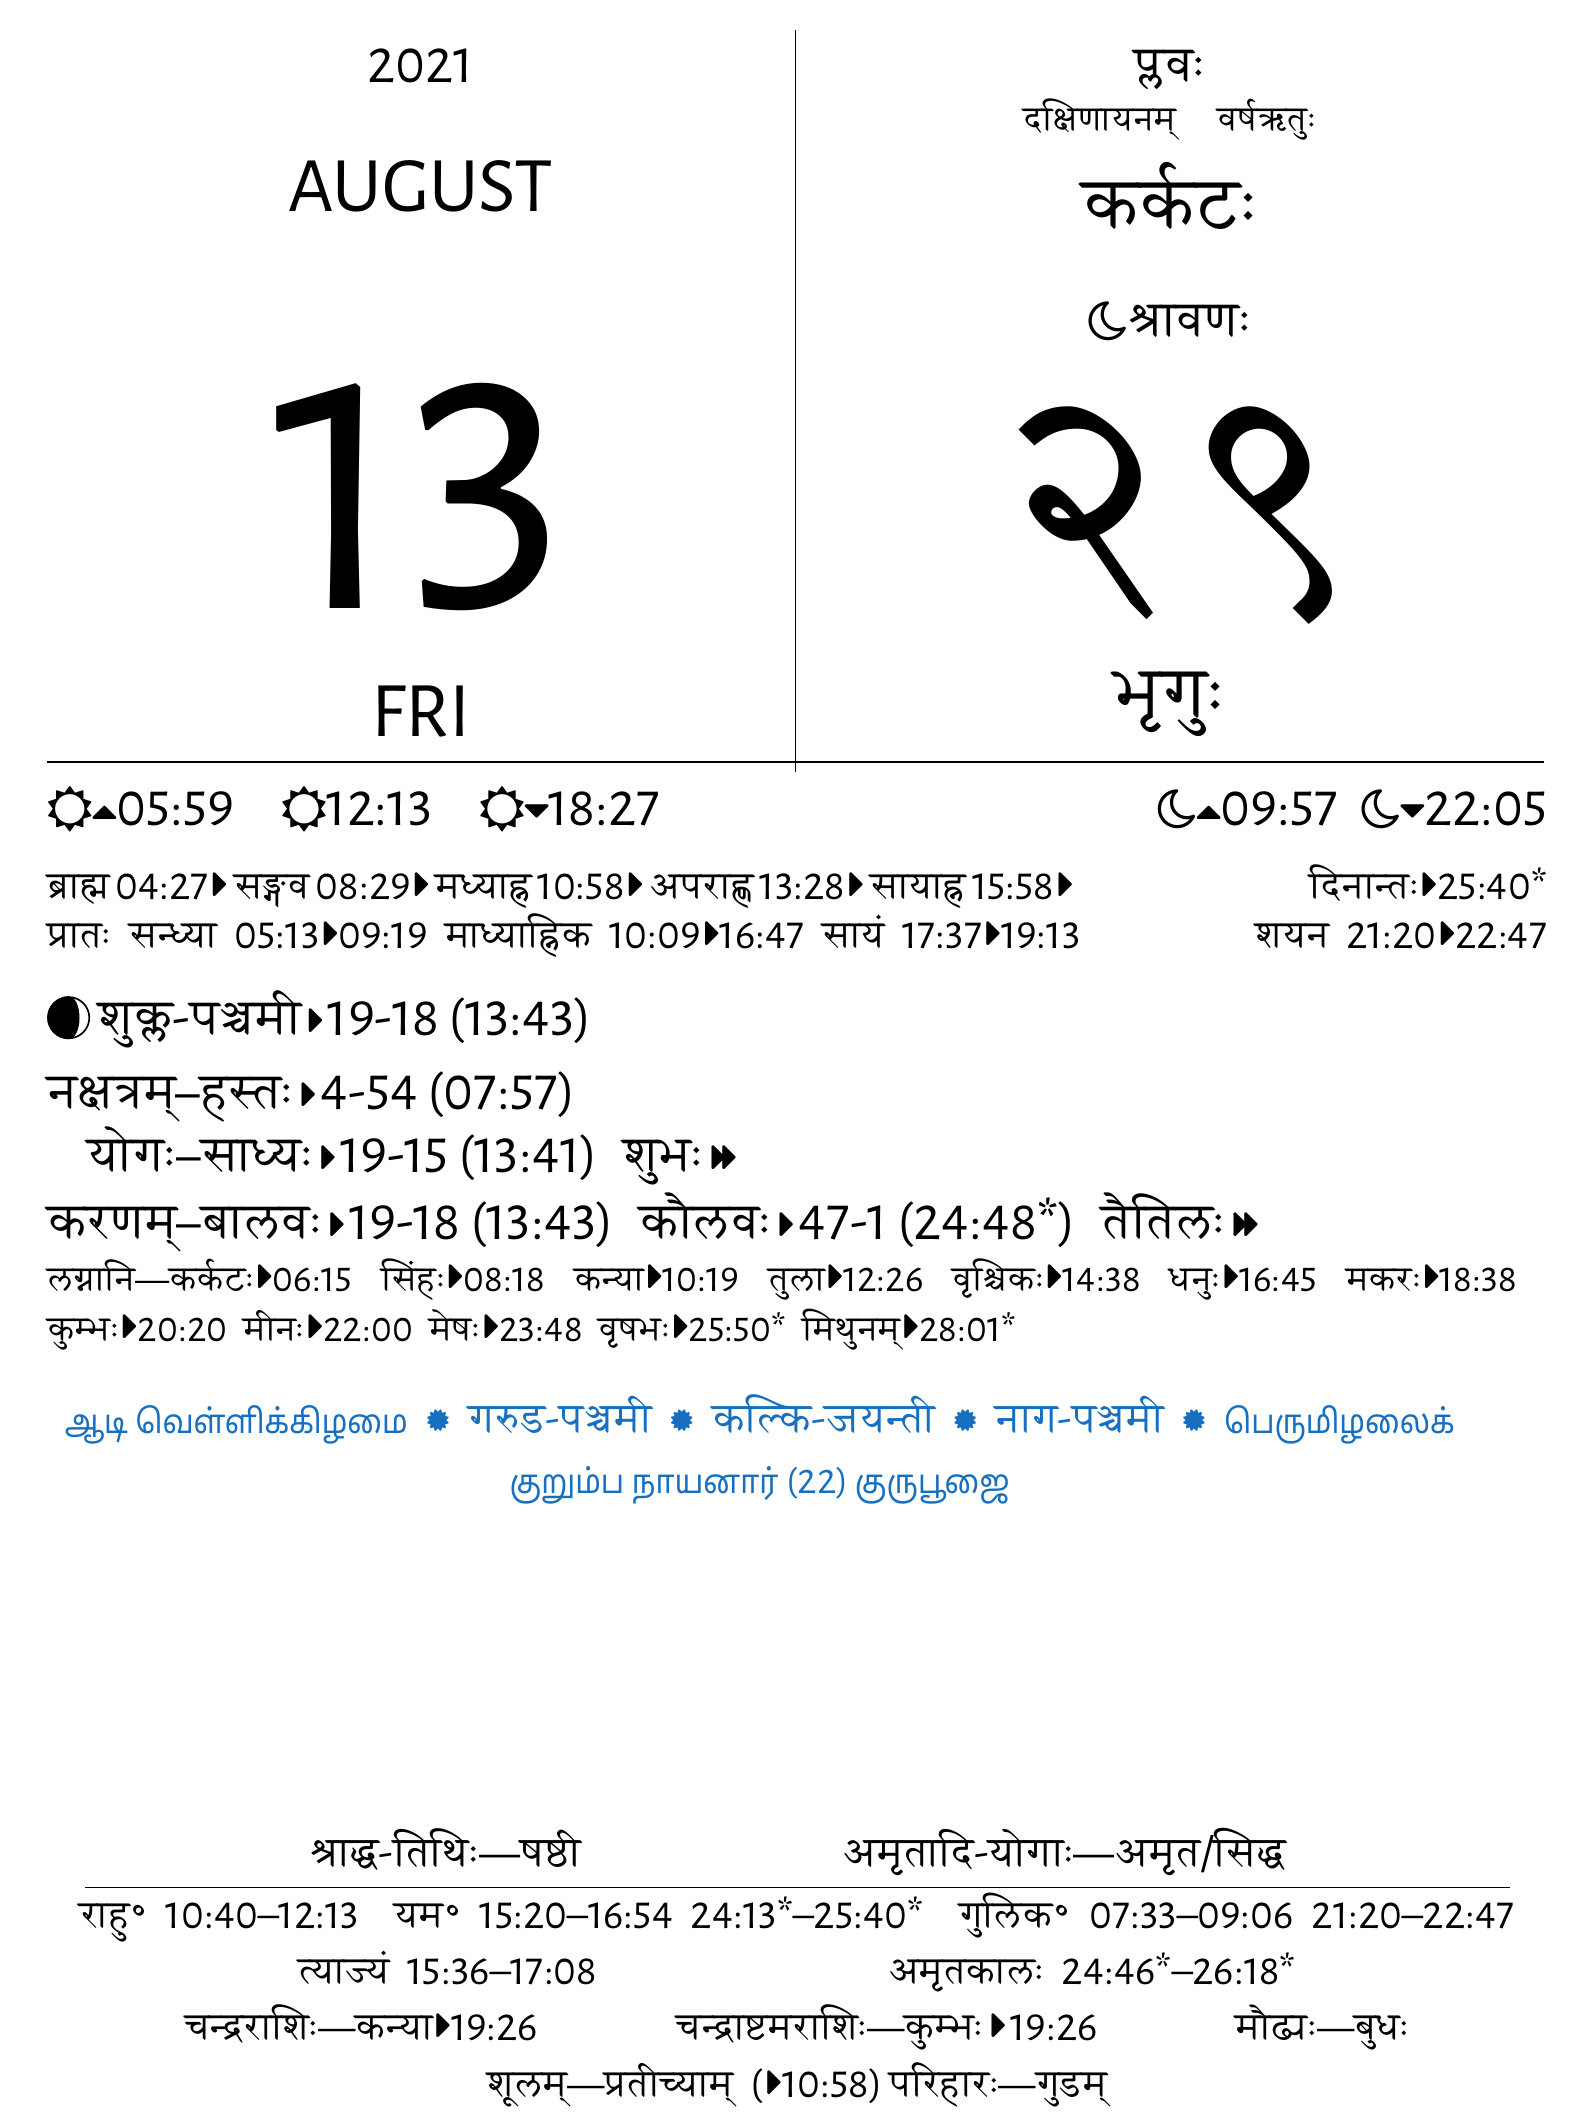 2021
AUGUST
13
FRI
प्लवः
दक्षिणायनम् वर्षऋतुः
कर्कटः
श्रावणः
२९
भृगुः
05:59 12:13 18:27 09:57 22:05
ब्राह्म 04:27 सङ्गव 08:29 मध्याह्न 10:58 अपराह्ण 13:28 सायाह्न 15:58 दिनान्तः 25:40*
प्रातः सन्ध्या 05:13 09:19 माध्याह्निक 10:09 16:47 सायं 17:37 19:13 शयन 21:20 22:47
शुक्ल-पञ्चमी 19-18 (13:43)
नक्षत्रम्–हस्तः 4-54 (07:57)
योगः–साध्यः 19-15 (13:41) शुभः
करणम्–बालवः 19-18 (13:43) कौलवः 47-1 (24:48*) तैतिलः
लग्नानि—कर्कटः 06:15 सिंहः 08:18 कन्या 10:19 तुला 12:26 वृश्चिकः 14:38 धनुः 16:45 मकरः 18:38
कुम्भः 20:20 मीनः 22:00 मेषः 23:48 वृषभः 25:50* मिथुनम् 28:01*
ஆடி வெள்ளிக்கிழமை ✹ गरुड-पञ्चमी ✹ कल्कि-जयन्ती ✹ नाग-पञ्चमी ✹ பெருமிழலைக்
குறும்ப நாயனார் (22) குருபூஜை
श्राद्ध-तिथिः—षष्ठी अमृतादि-योगाः—अमृत/सिद्ध
राहु॰ 10:40–12:13 यम॰ 15:20–16:54 24:13*–25:40* गुलिक॰ 07:33–09:06 21:20–22:47
त्याज्यं 15:36–17:08 अमृतकालः 24:46*–26:18*
चन्द्रराशिः—कन्या 19:26 चन्द्राष्टमराशिः—कुम्भः 19:26 मौढ्यः—बुधः
शूलम्—प्रतीच्याम् (10:58) परिहारः—गुडम्